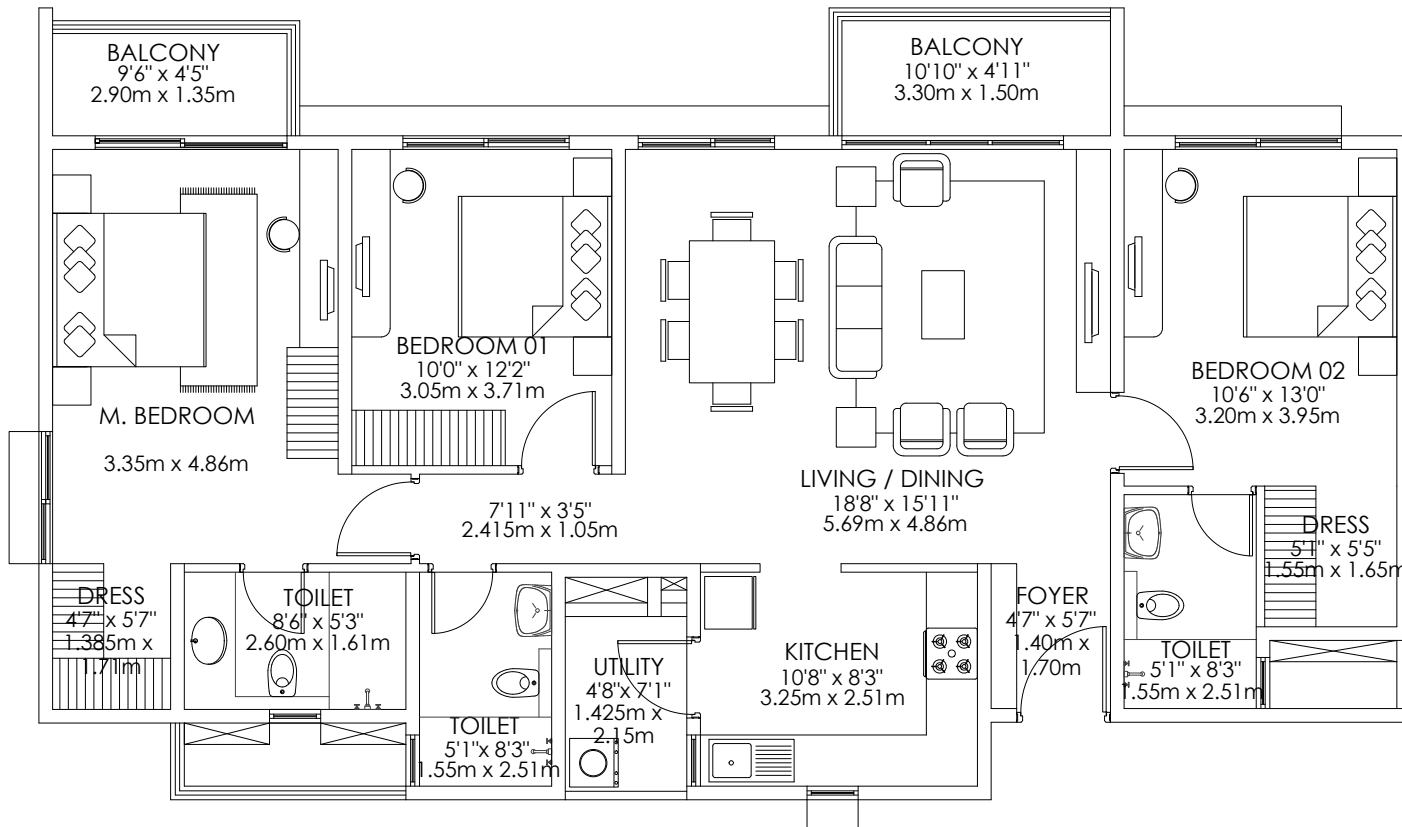 BALCONY
9'6" x 4'5"
2.90m x 1.35m
BALCONY
10'10" x 4'11"
3.30m x 1.50m
M. BEDROOM
3.35m x 4.86m
BEDROOM 01
10'0" x 12'2"
3.05m x 3.71m
LIVING / DINING
18'8" x 15'11"
5.69m x 4.86m
BEDROOM 02
10'6" x 13'0"
3.20m x 3.95m
7'11" x 3'5"
2.415m x 1.05m
DRESS
4'7" x 5'7"
1.385m x
1.71m
TOILET
8'6" x 5'3"
2.60m x 1.61m
TOILET
5'1"x 8'3"
1.55m x 2.51m
UTILITY
4'8"x 7'1"
1.425m x
2.15m
KITCHEN
10'8" x 8'3"
3.25m x 2.51m
FOYER
4'7" x 5'7"
1.40m x
1.70m
DRESS
5'1" x 5'5"
1.55m x 1.65m
TOILET
5'1" x 8'3"
1.55m x 2.51m